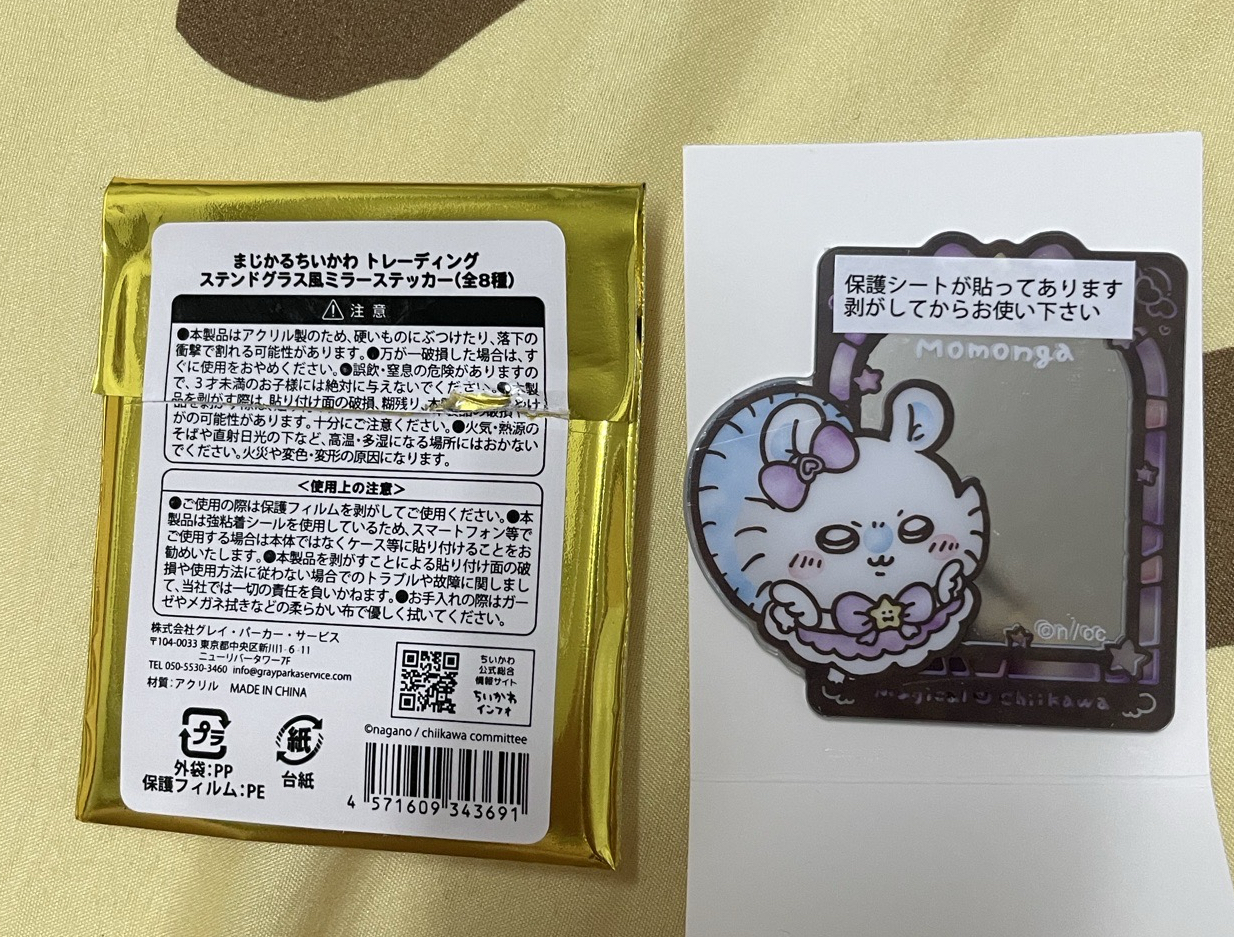 まじかるちいかわ トレーディング
ステンドグラス風ミラーステッカー(全8種)
注意
●本製品はアクリル製のため、硬いものにぶつけたり、落下の
衝撃で割れる可能性があります。●万が一破損した場合は、す
ぐに使用をおやめください。●誤飲・窒息の危険がありますの
で、3才未満のお子様には絶対に与えないでください。●本製
品を剥がす際は、貼り付け面の破損、糊残り、本製品の破損や
がの可能性があります。十分にご注意ください。●火気・熱源の
そばや直射日光の下など、高温・多湿になる場所にはおかない
でください。火災や変色・変形の原因になります。
<使用上の注意>
●ご使用の際は保護フィルムを剥がしてご使用ください。●本
製品は強粘着シールを使用しているため、スマートフォン等で
ご使用する場合は本体ではなくケース等に貼り付けることをお
勧めいたします。●本製品を剥がすことによる貼り付け面の破
損や使用方法に従わない場合でのトラブルや故障に関しまし
て、当社では一切の責任を負いかねます。●お手入れの際はガー
ゼやメガネ拭きなどの柔らかい布で優しく拭いてください。
株式会社グレイ・パーカー・サービス
〒104-0033 東京都中央区新川1-6-11
ニューリバータワー7F
TEL 050-5530-3460 info@grayparkaservice.com
材質:アクリル MADE IN CHINA
ちいかわ
公式総合
情報サイト
ちいかわ
インフォ
プラ
外袋:PP
保護フィルム:PE
紙
台紙
©nagano / chiikawa committee
4 571609 343691
保護シートが貼ってあります
剥がしてからお使い下さい
Momonga
©n/cc
Magical Chiikawa